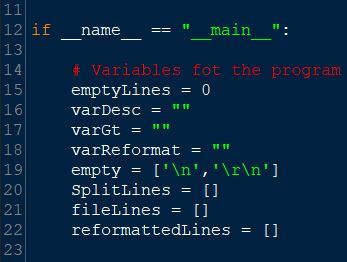 11
12 if __name__ == "__main__":
13
14 # Variables fot the program
15 emptyLines = 0
16 varDesc = ""
17 varGt = ""
18 varReformat = ""
19 empty = ['\n','\r\n']
20 SplitLines = []
21 fileLines = []
22 reformattedLines = []
23